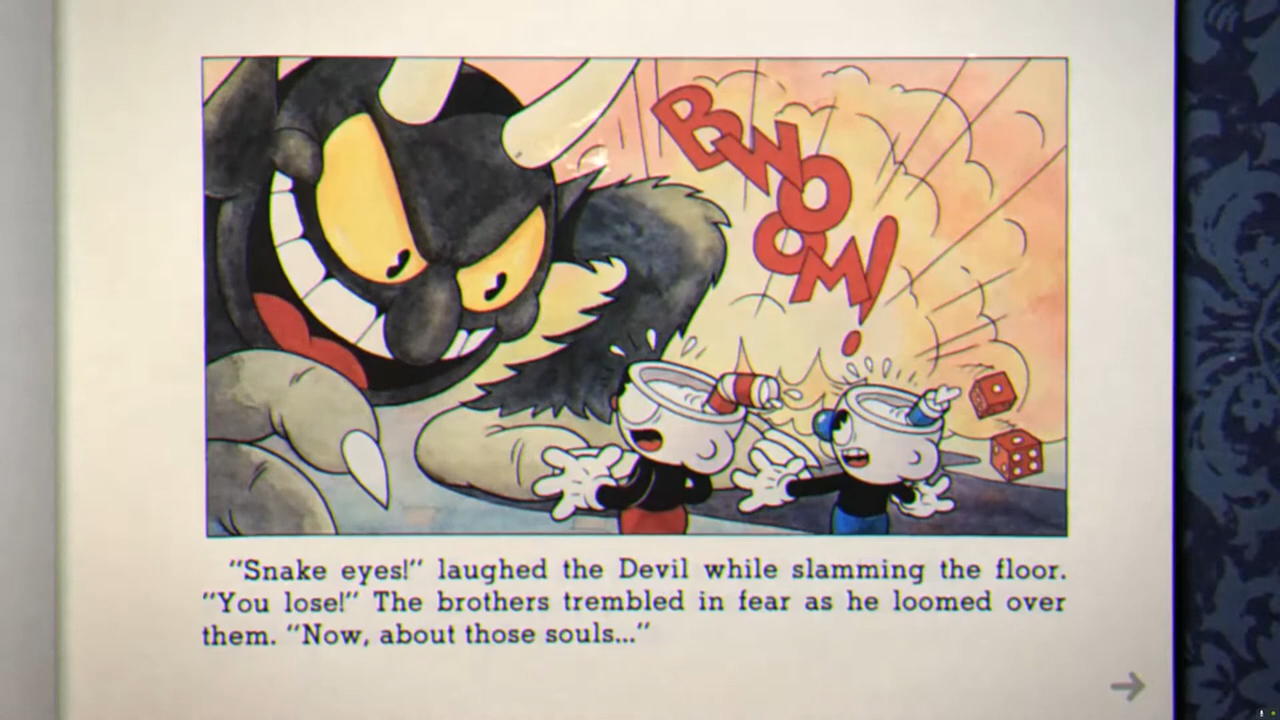 BWOOM!
“Snake eyes!” laughed the Devil while slamming the floor.
“You lose!” The brothers trembled in fear as he loomed over
them. “Now, about those souls...”